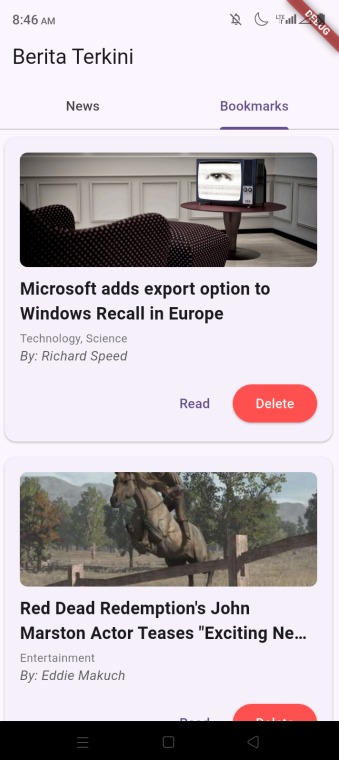 8:46 AM
LTE
DEBUG
Berita Terkini
News
Bookmarks
Microsoft adds export option to
Windows Recall in Europe
Technology, Science
By: Richard Speed
Read
Delete
Red Dead Redemption's John
Marston Actor Teases "Exciting Ne…
Entertainment
By: Eddie Makuch
Read
Delete